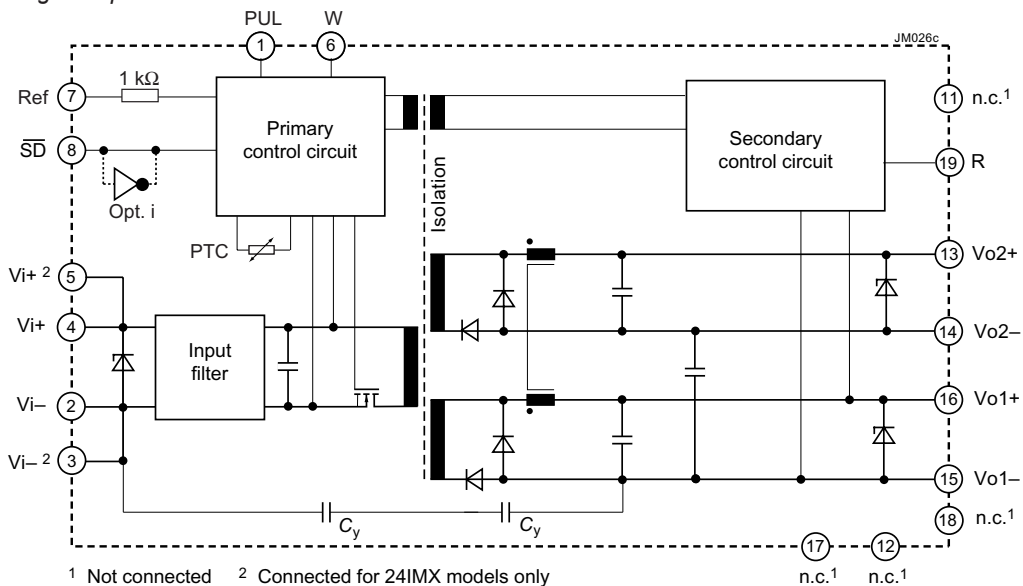 JM026c
PUL
W
1
6
1 kΩ
Ref
7
11
n.c.1
Primary
control circuit
Secondary
control circuit
SD
8
19
R
Opt. i
Isolation
PTC
Vi+ 2
5
13
Vo2+
Vi+
4
Input
filter
14
Vo2–
Vi–
2
16
Vo1+
Vi– 2
3
15
Vo1–
Cy
Cy
18
n.c.1
17
12
1 Not connected 2 Connected for 24IMX models only
n.c.1
n.c.1